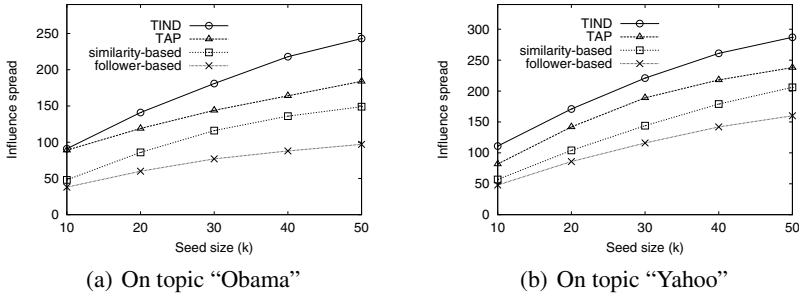 250
200
150
100
50
0
10 20 30 40 50
Influence spread
Seed size (k)
TIND
TAP
similarity-based
follower-based
(a) On topic “Obama”
300
250
200
150
100
50
0
10 20 30 40 50
Influence spread
Seed size (k)
TIND
TAP
similarity-based
follower-based
(b) On topic “Yahoo”